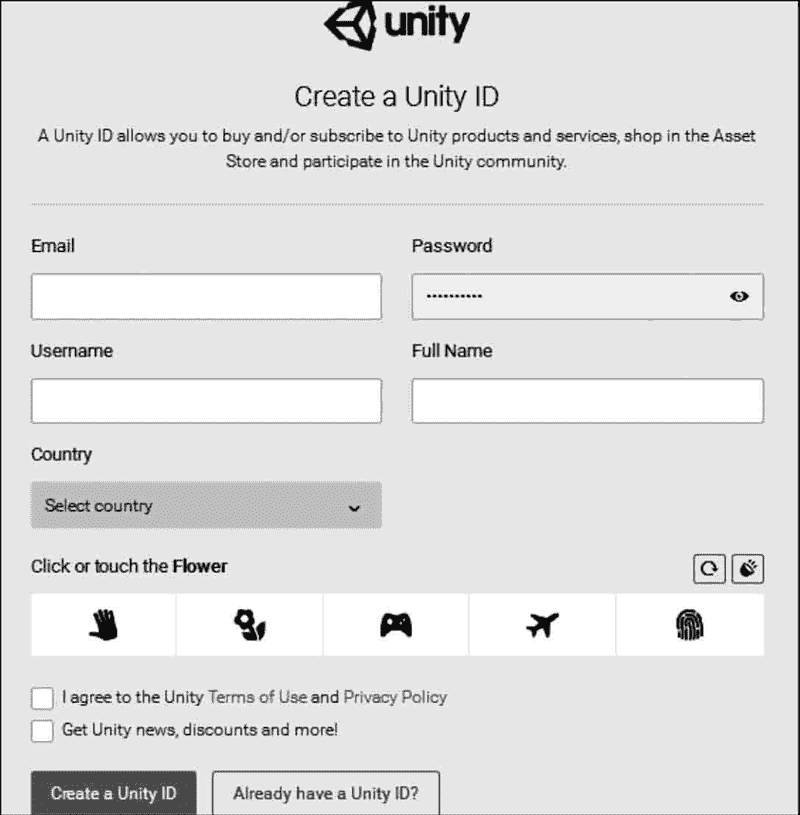 unity
Create a Unity ID
A Unity ID allows you to buy and/or subscribe to Unity products and services, shop in the Asset
Store and participate in the Unity community.
Email
Password
••••••••••
Username
Full Name
Country
Select country
Click or touch the Flower
I agree to the Unity Terms of Use and Privacy Policy
Get Unity news, discounts and more!
Create a Unity ID
Already have a Unity ID?